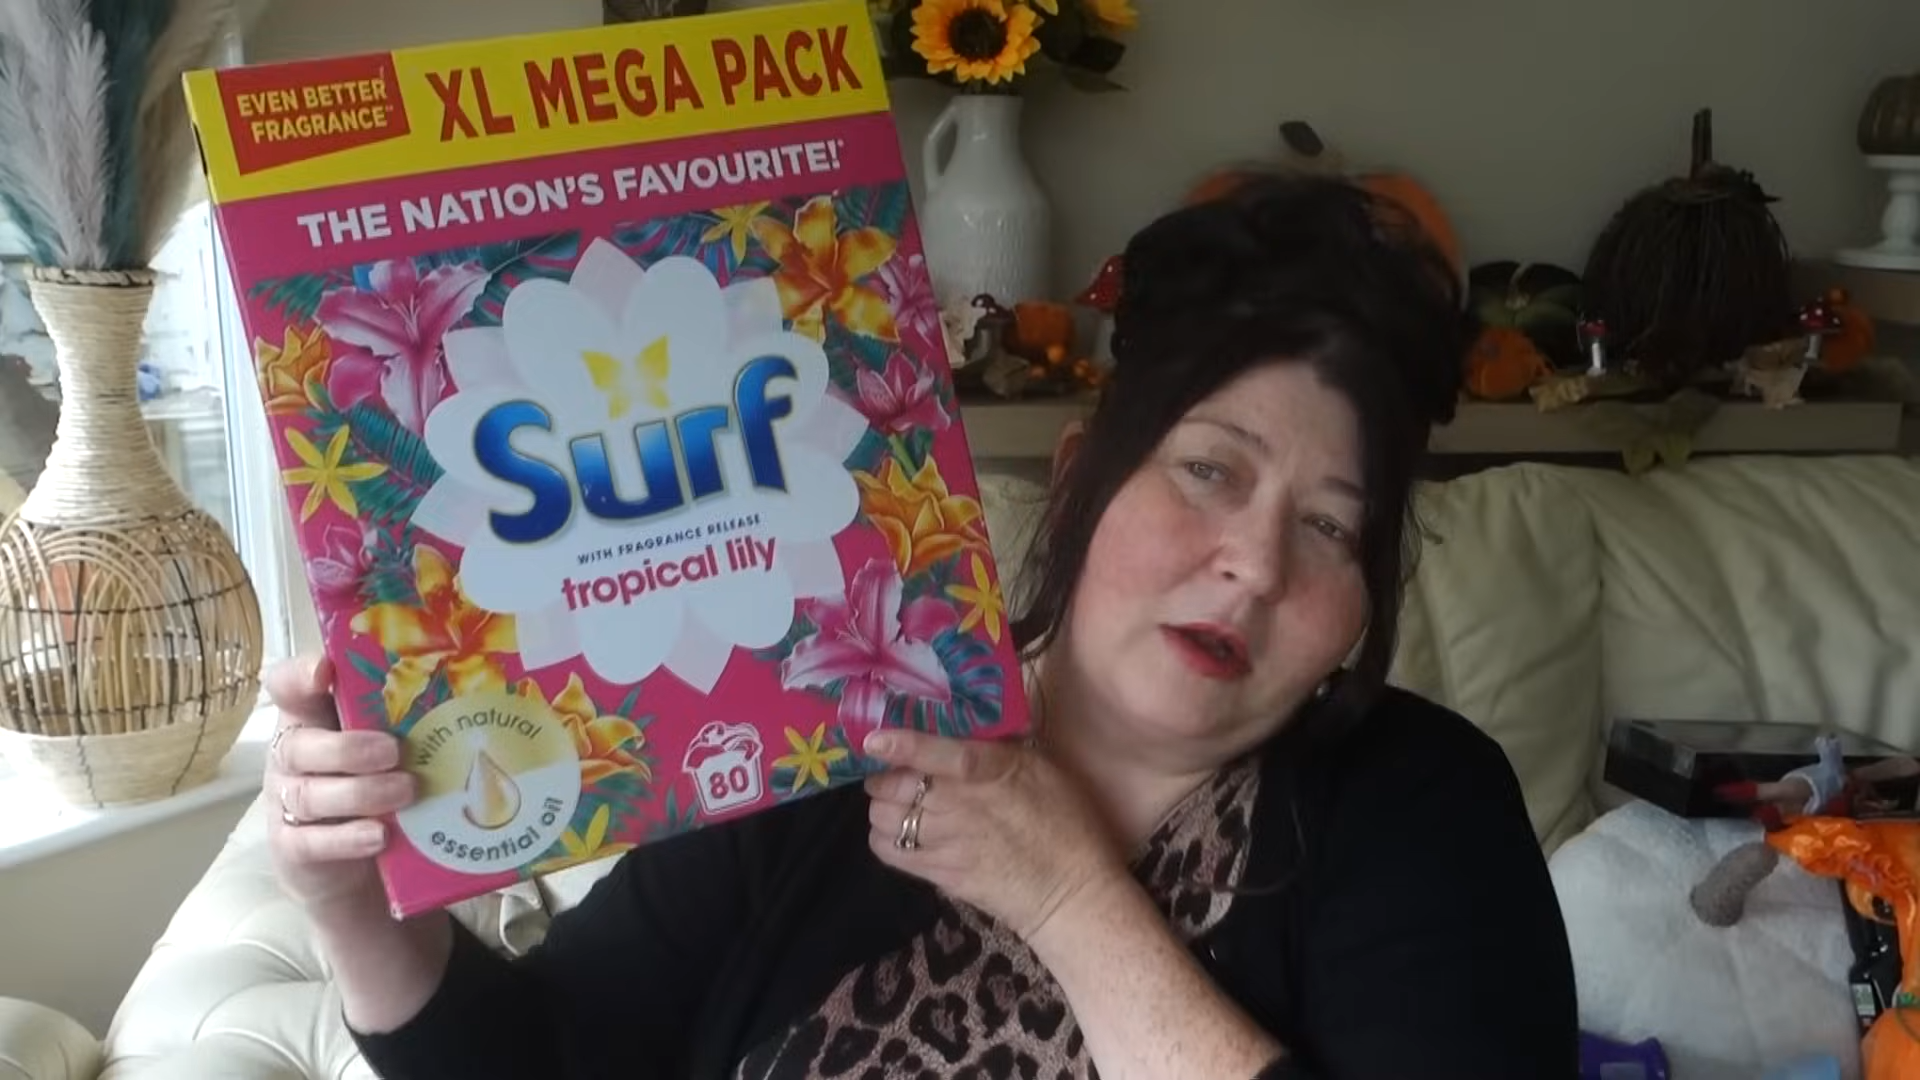 EVEN BETTER
FRAGRANCE™
XL MEGA PACK
THE NATION'S FAVOURITE!*
Surf
WITH FRAGRANCE RELEASE
tropical lily
with natural
essential oil
80